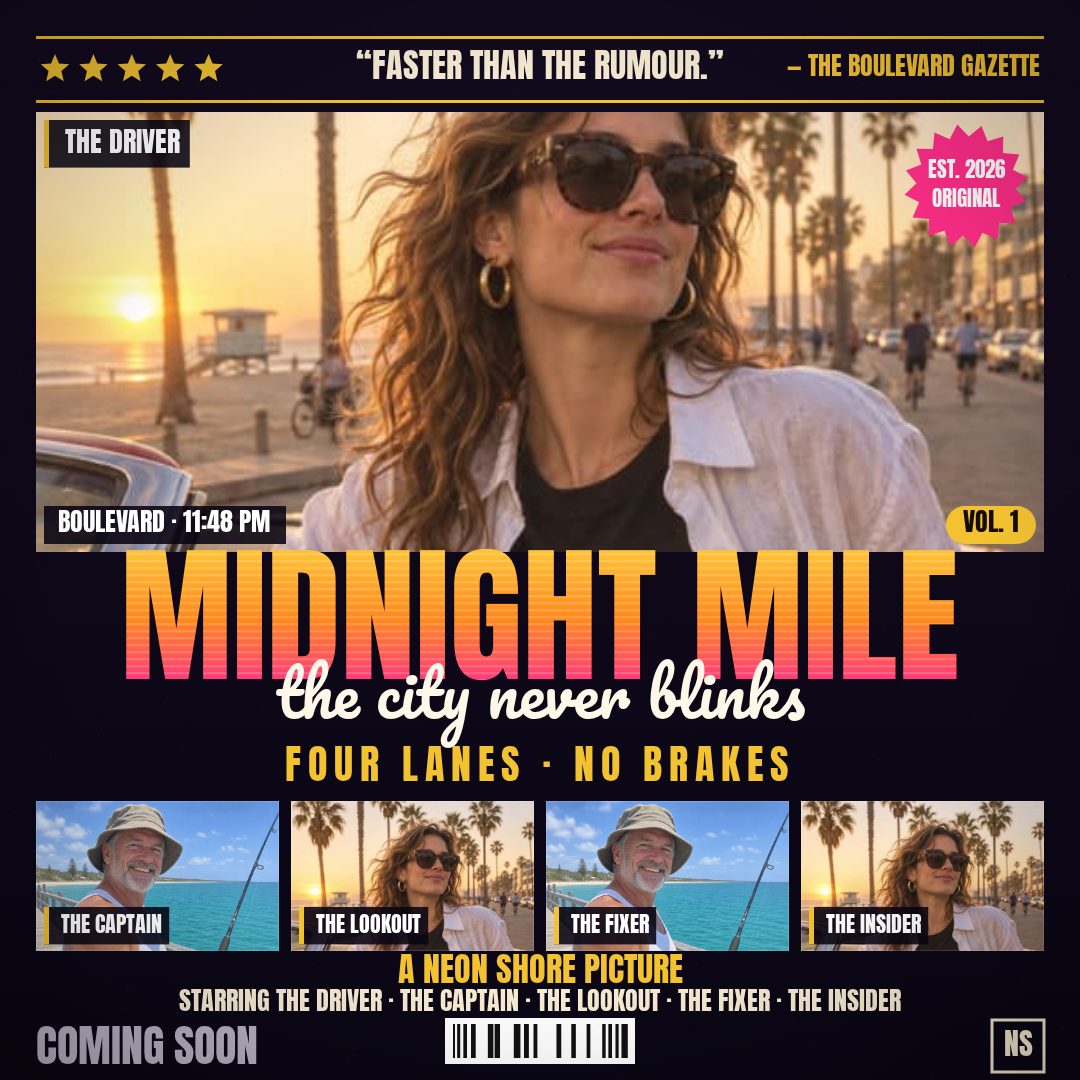 “FASTER THAN THE RUMOUR.”
– THE BOULEVARD GAZETTE
THE DRIVER
EST. 2026
ORIGINAL
BOULEVARD · 11:48 PM
VOL. 1
MIDNIGHT MILE
the city never blinks
FOUR LANES · NO BRAKES
THE CAPTAIN
THE LOOKOUT
THE FIXER
THE INSIDER
A NEON SHORE PICTURE
STARRING THE DRIVER · THE CAPTAIN · THE LOOKOUT · THE FIXER · THE INSIDER
COMING SOON
NS